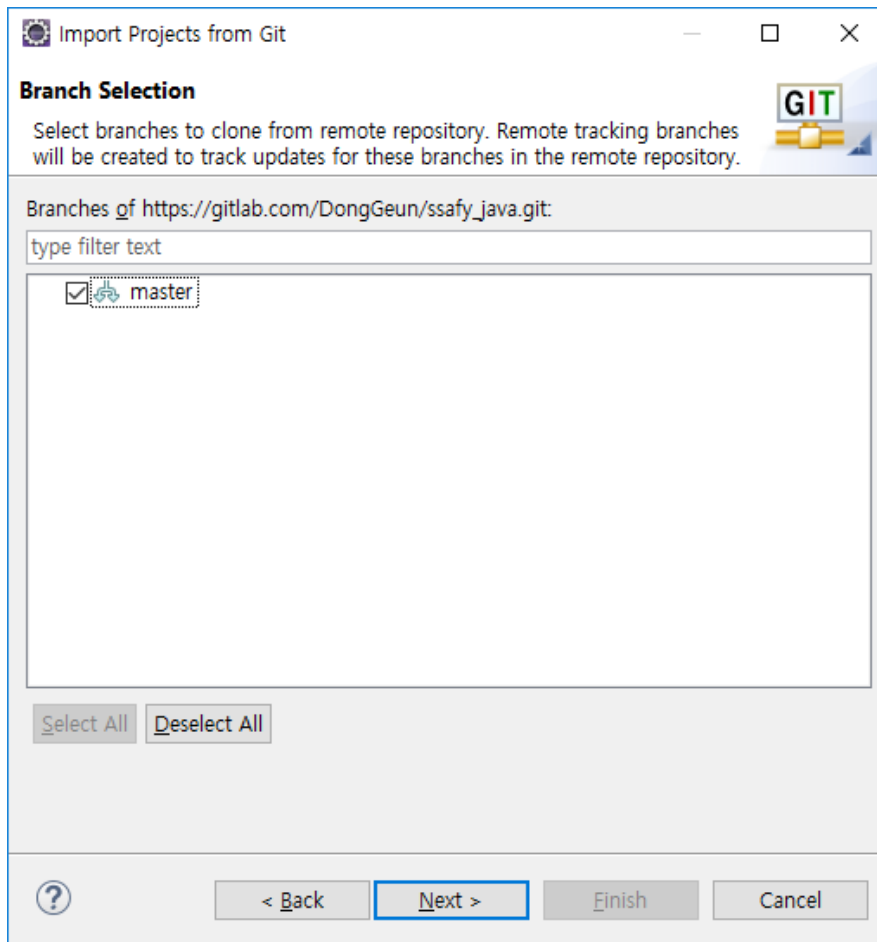 Import Projects from Git
Branch Selection
GIT
Select branches to clone from remote repository. Remote tracking branches
will be created to track updates for these branches in the remote repository.
Branches of https://gitlab.com/DongGeun/ssafy_java.git:
type filter text
master
Select All
Deselect All
?
< Back
Next >
Finish
Cancel